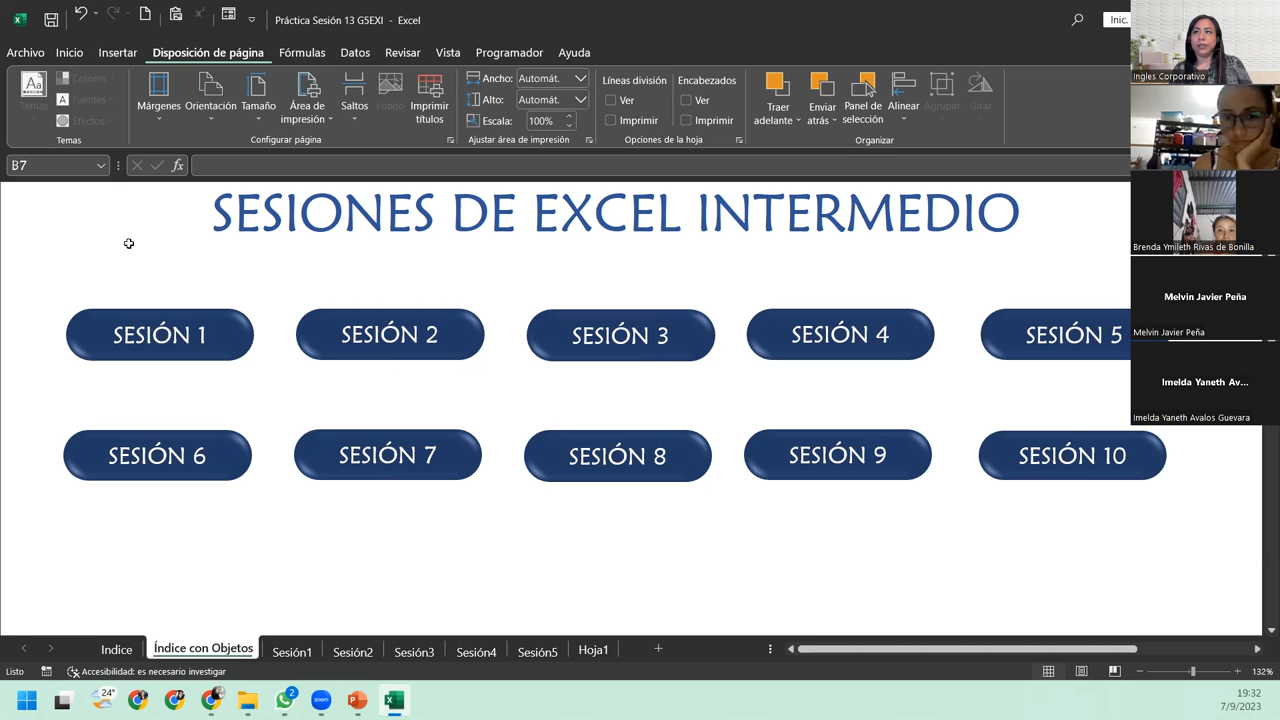 Práctica Sesión 13 G5EXI - Excel
Inic.
Archivo Inicio Insertar Disposición de página Fórmulas Datos Revisar Vista Programador Ayuda
Temas
Colores
Fuentes
Efectos
Márgenes
Orientación
Tamaño
Área de impresión
Saltos
Fondo
Imprimir títulos
Ancho: Automát.
Alto: Automát.
Escala: 100%
Líneas división
Ver
Imprimir
Encabezados
Ver
Imprimir
Traer adelante
Enviar atrás
Panel de selección
Alinear
Agrupar
Girar
Temas
Configurar página
Ajustar área de impresión
Opciones de la hoja
Organizar
B7
fx
SESIONES DE EXCEL INTERMEDIO
SESIÓN 1 SESIÓN 2 SESIÓN 3 SESIÓN 4 SESIÓN 5
SESIÓN 6 SESIÓN 7 SESIÓN 8 SESIÓN 9 SESIÓN 10
Ingles Corporativo
Brenda Ymileth Rivas de Bonilla
Melvin Javier Peña
Melvin Javier Peña
Imelda Yaneth Av...
Imelda Yaneth Avalos Guevara
Indice Índice con Objetos Sesión1 Sesión2 Sesión3 Sesión4 Sesión5 Hoja1
Listo
Accesibilidad: es necesario investigar
132%
24°
2
zoom
19:32
7/9/2023